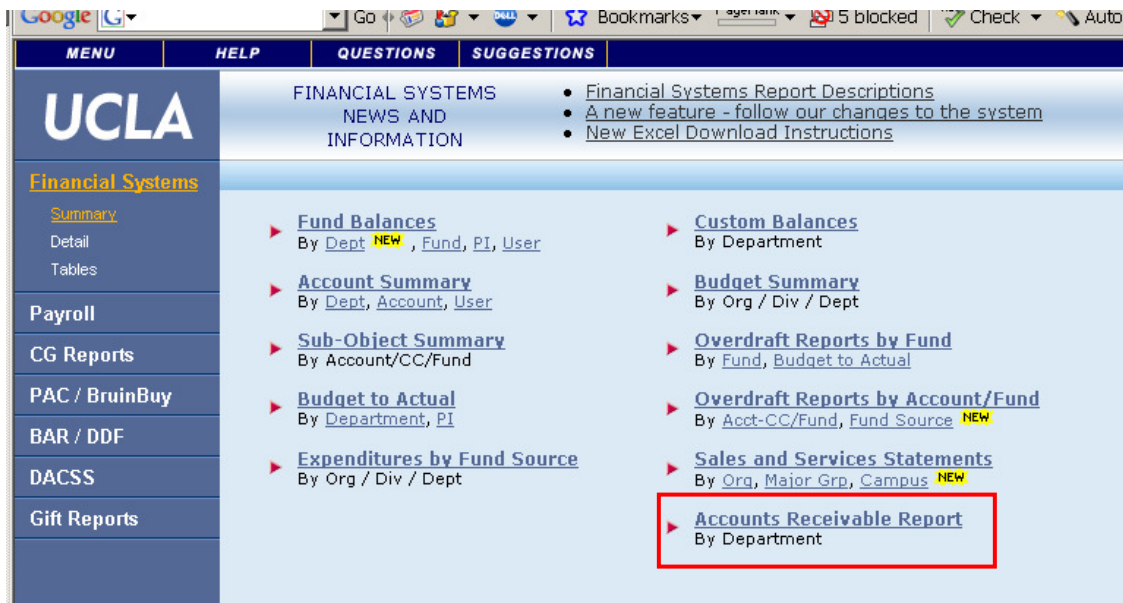 Google Go Bookmarks PageRank 5 blocked Check Auto
MENU HELP QUESTIONS SUGGESTIONS
UCLA
FINANCIAL SYSTEMS
NEWS AND
INFORMATION
Financial Systems Report Descriptions
A new feature - follow our changes to the system
New Excel Download Instructions
Financial Systems
Summary
Detail
Tables
Payroll
CG Reports
PAC / BruinBuy
BAR / DDF
DACSS
Gift Reports
Fund Balances
By Dept NEW , Fund, PI, User
Account Summary
By Dept, Account, User
Sub-Object Summary
By Account/CC/Fund
Budget to Actual
By Department, PI
Expenditures by Fund Source
By Org / Div / Dept
Custom Balances
By Department
Budget Summary
By Org / Div / Dept
Overdraft Reports by Fund
By Fund, Budget to Actual
Overdraft Reports by Account/Fund
By Acct-CC/Fund, Fund Source NEW
Sales and Services Statements
By Org, Major Grp, Campus NEW
Accounts Receivable Report
By Department